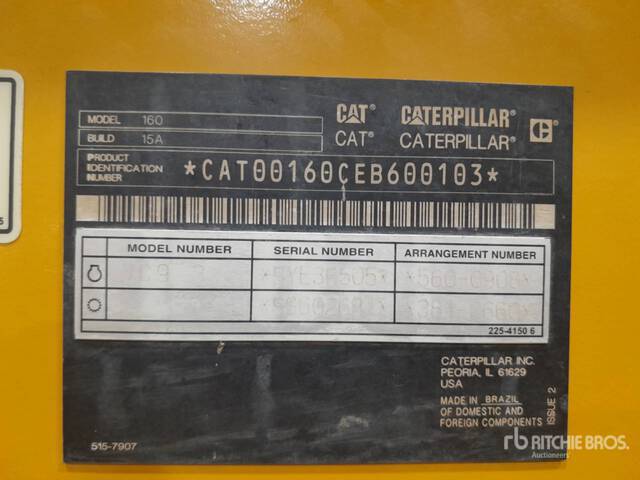 MODEL 160
BUILD 15A
CAT® CATERPILLAR® C
CAT® CATERPILLAR®
PRODUCT
IDENTIFICATION
NUMBER
*CAT00160CEB600103*
MODEL NUMBER SERIAL NUMBER ARRANGEMENT NUMBER
225-4150 6
CATERPILLAR INC.
PEORIA, IL 61629
USA
MADE IN BRAZIL
OF DOMESTIC AND
FOREIGN COMPONENTS
ISSUE 2
515-7907
5
rb RITCHIE BROS.
Auctioneers